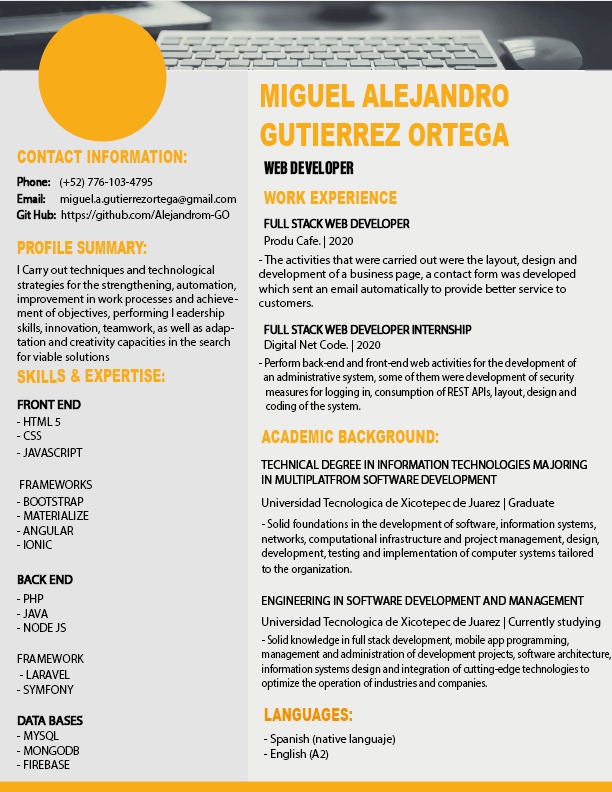 CONTACT INFORMATION:
Phone: (+52) 776-103-4795
Email: miguel.a.gutierrezortega@gmail.com
Git Hub: https://github.com/Alejandrom-GO
PROFILE SUMMARY:
I Carry out techniques and technological
strategies for the strengthening, automation,
improvement in work processes and achieve-
ment of objectives, performing l eadership
skills, innovation, teamwork, as well as adap-
tation and creativity capacities in the search
for viable solutions
SKILLS & EXPERTISE:
FRONT END
- HTML 5
- CSS
- JAVASCRIPT
FRAMEWORKS
- BOOTSTRAP
- MATERIALIZE
- ANGULAR
- IONIC
BACK END
- PHP
- JAVA
- NODE JS
FRAMEWORK
- LARAVEL
- SYMFONY
DATA BASES
- MYSQL
- MONGODB
- FIREBASE
MIGUEL ALEJANDRO
GUTIERREZ ORTEGA
WEB DEVELOPER
WORK EXPERIENCE
FULL STACK WEB DEVELOPER
Produ Cafe. | 2020
- The activities that were carried out were the layout, design and
development of a business page, a contact form was developed
which sent an email automatically to provide better service to
customers.
FULL STACK WEB DEVELOPER INTERNSHIP
Digital Net Code. | 2020
- Perform back-end and front-end web activities for the development of
an administrative system, some of them were development of security
measures for logging in, consumption of REST APIs, layout, design and
coding of the system.
ACADEMIC BACKGROUND:
TECHNICAL DEGREE IN INFORMATION TECHNOLOGIES MAJORING
IN MULTIPLATFROM SOFTWARE DEVELOPMENT
Universidad Tecnologica de Xicotepec de Juarez | Graduate
- Solid foundations in the development of software, information systems,
networks, computational infrastructure and project management, design,
development, testing and implementation of computer systems tailored
to the organization.
ENGINEERING IN SOFTWARE DEVELOPMENT AND MANAGEMENT
Universidad Tecnologica de Xicotepec de Juarez | Currently studying
- Solid knowledge in full stack development, mobile app programming,
management and administration of development projects, software architecture,
information systems design and integration of cutting-edge technologies to
optimize the operation of industries and companies.
LANGUAGES:
- Spanish (native languaje)
- English (A2)